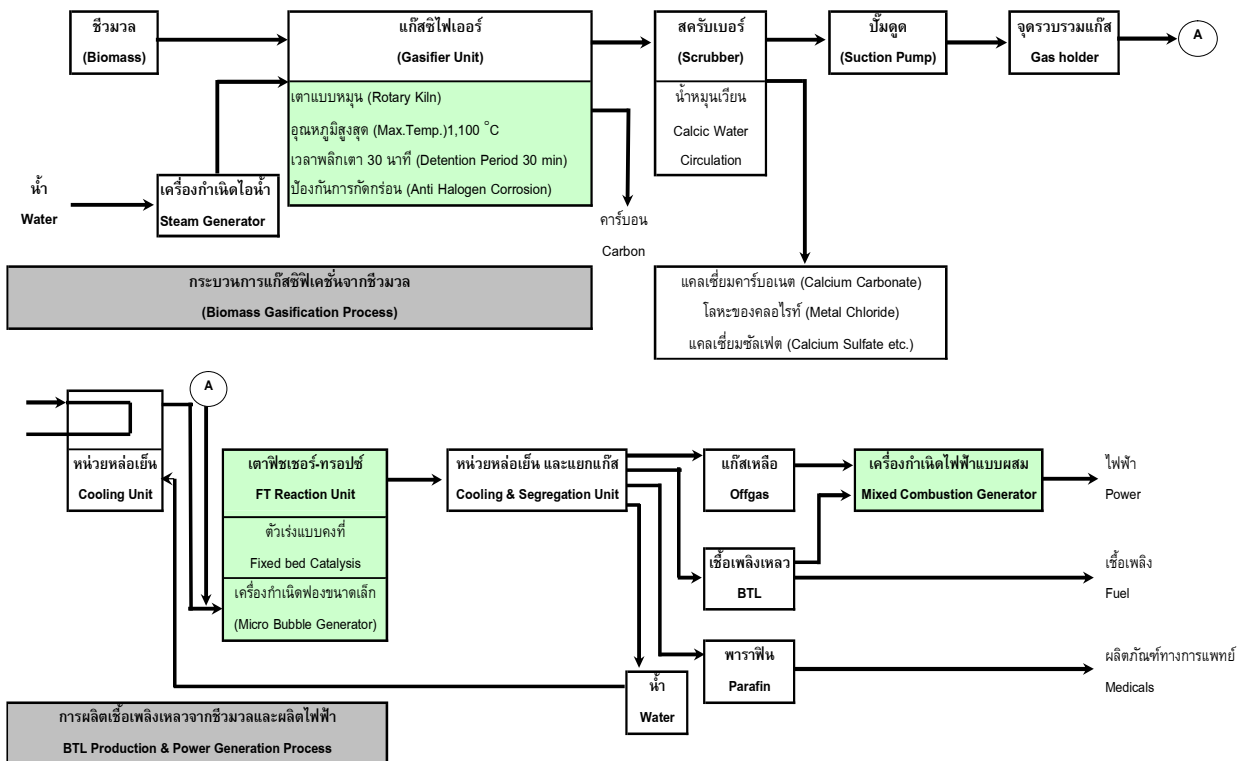 ชีวมวล
(Biomass)
แก๊สซิไฟเออร์
(Gasifier Unit)
เตาแบบหมุน (Rotary Kiln)
อุณหภูมิสูงสุด (Max.Temp.)1,100 °C
เวลาพลิกเตา 30 นาที (Detention Period 30 min)
ป้องกันการกัดกร่อน (Anti Halogen Corrosion)
สครับเบอร์
(Scrubber)
น้ำหมุนเวียน
Calcic Water
Circulation
ปั๊มดูด
(Suction Pump)
จุดรวบรวมแก๊ส
Gas holder
A
น้ำ
Water
เครื่องกำเนิดไอน้ำ
Steam Generator
คาร์บอน
Carbon
กระบวนการแก๊สซิฟิเคชั่นจากชีวมวล
(Biomass Gasification Process)
แคลเซี่ยมคาร์บอเนต (Calcium Carbonate)
โลหะของคลอไรท์ (Metal Chloride)
แคลเซี่ยมซัลเฟต (Calcium Sulfate etc.)
A
หน่วยหล่อเย็น
Cooling Unit
เตาฟิชเชอร์-ทรอปซ์
FT Reaction Unit
ตัวเร่งแบบคงที่
Fixed bed Catalysis
เครื่องกำเนิดฟองขนาดเล็ก
(Micro Bubble Generator)
หน่วยหล่อเย็น และแยกแก๊ส
Cooling & Segregation Unit
แก๊สเหลือ
Offgas
เครื่องกำเนิดไฟฟ้าแบบผสม
Mixed Combustion Generator
ไฟฟ้า
Power
เชื้อเพลิงเหลว
BTL
เชื้อเพลิง
Fuel
พาราฟิน
Parafin
ผลิตภัณฑ์ทางการแพทย์
Medicals
น้ำ
Water
การผลิตเชื้อเพลิงเหลวจากชีวมวลและผลิตไฟฟ้า
BTL Production & Power Generation Process